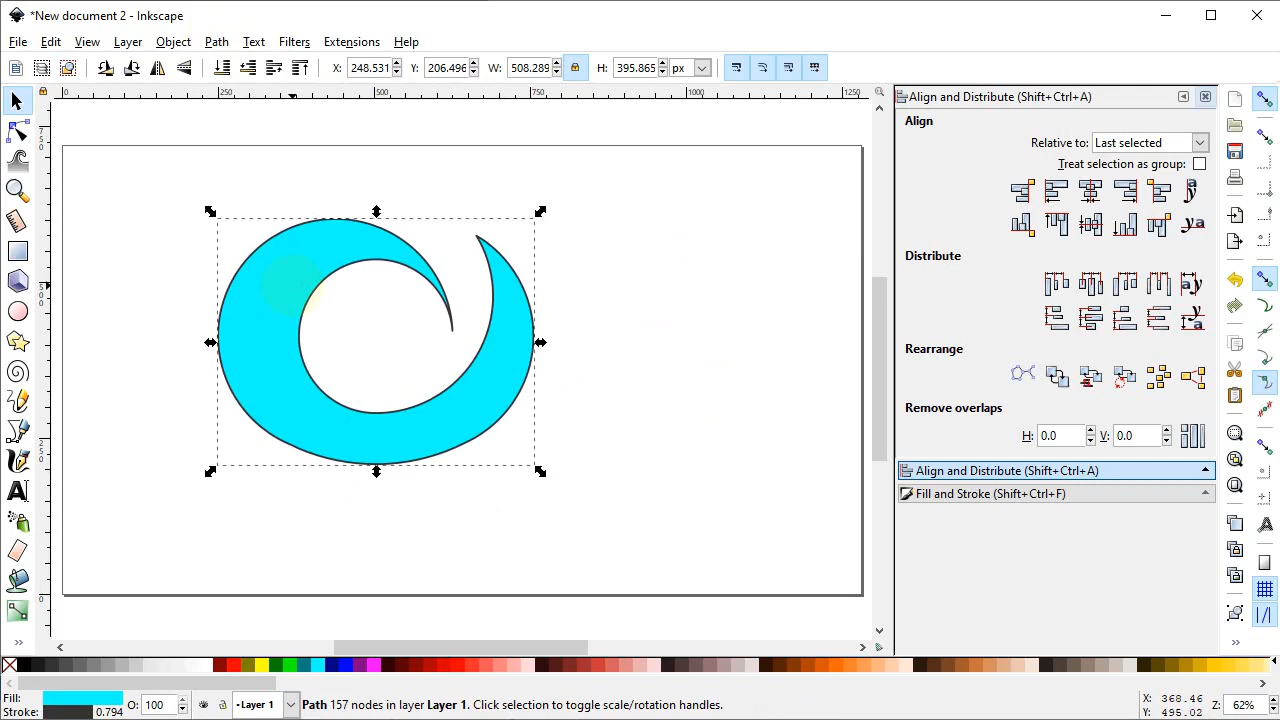 *New document 2 - Inkscape
File Edit View Layer Object Path Text Filters Extensions Help
X: 248.531 Y: 206.496 W: 508.289 H: 395.865 px
Align and Distribute (Shift+Ctrl+A)
0 250 500 750 1000 1250
Align
Relative to: Last selected
Treat selection as group:
Distribute
Rearrange
Remove overlaps
H: 0.0 V: 0.0
Align and Distribute (Shift+Ctrl+A)
Fill and Stroke (Shift+Ctrl+F)
Fill:
Stroke: 0.794
O: 100
Layer 1
Path 157 nodes in layer Layer 1. Click selection to toggle scale/rotation handles.
X: 368.46
Y: 495.02
Z: 62%